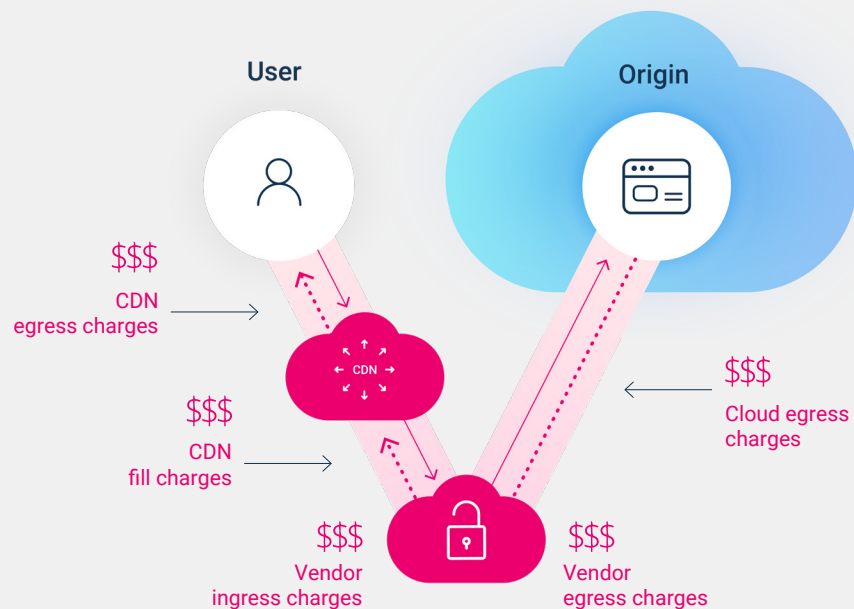 User
Origin
$$$
CDN
egress charges
CDN
$$$
Cloud egress
charges
$$$
CDN
fill charges
$$$
Vendor
ingress charges
$$$
Vendor
egress charges